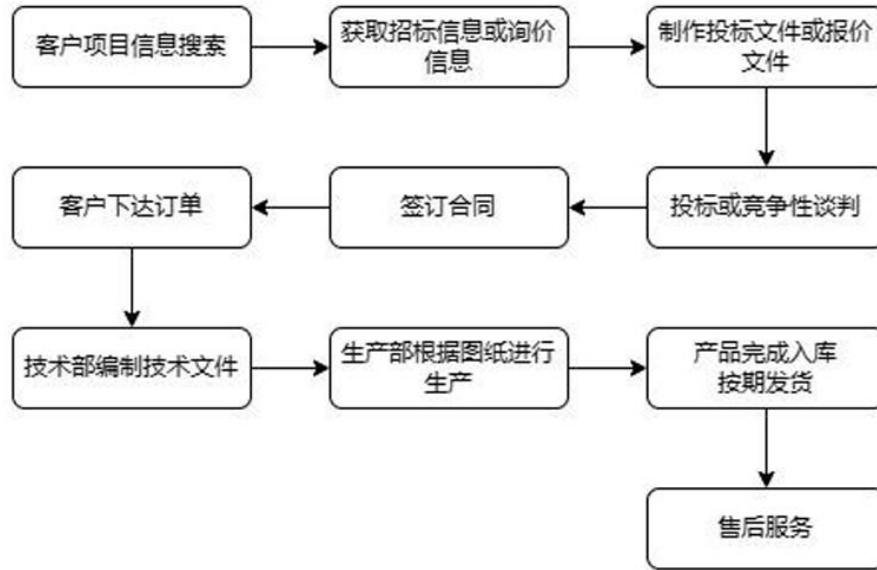 客户项目信息搜索
获取招标信息或询价
信息
制作投标文件或报价
文件
客户下达订单
签订合同
投标或竞争性谈判
技术部编制技术文件
生产部根据图纸进行
生产
产品完成入库
按期发货
售后服务